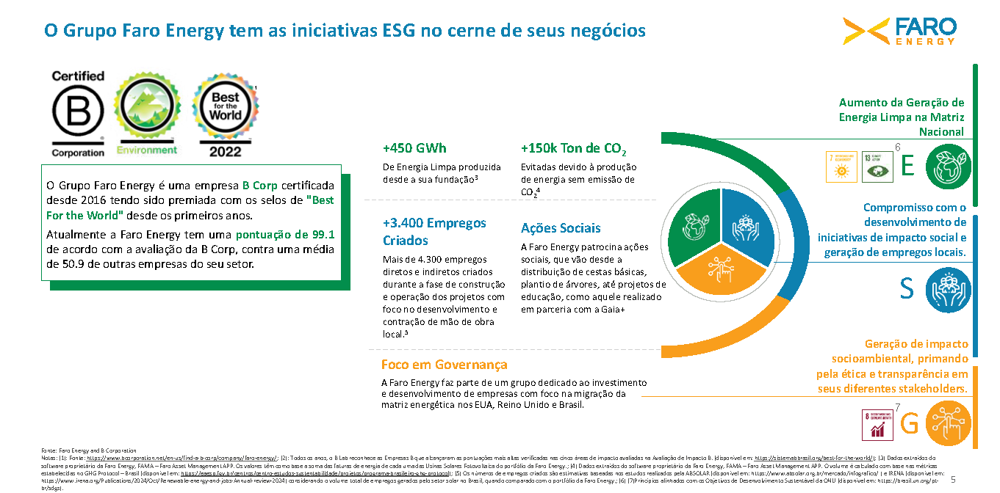 O Grupo Faro Energy tem as iniciativas ESG no cerne de seus negócios
FARO
ENERGY
Certified
B
®
Corporation
Environment
Best
for the
World
™
2022
1
O Grupo Faro Energy é uma empresa B Corp certificada
desde 2016 tendo sido premiada com os selos de "Best
For the World" desde os primeiros anos.
Atualmente a Faro Energy tem uma pontuação de 99.1
de acordo com a avaliação da B Corp, contra uma média
de 50.9 de outras empresas do seu setor.
+450 GWh
De Energia Limpa produzida
desde a sua fundação³
+150k Ton de CO₂
Evitadas devido à produção
de energia sem emissão de
CO₂⁴
+3.400 Empregos
Criados
Mais de 4.300 empregos
diretos e indiretos criados
durante a fase de construção
e operação dos projetos com
foco no desenvolvimento e
contração de mão de obra
local.⁵
Ações Sociais
A Faro Energy patrocina ações
sociais, que vão desde a
distribuição de cestas básicas,
plantio de árvores, até projetos de
educação, como aquele realizado
em parceria com a Gaia+
Foco em Governança
A Faro Energy faz parte de um grupo dedicado ao investimento
e desenvolvimento de empresas com foco na migração da
matriz energética nos EUA, Reino Unido e Brasil.
Aumento da Geração de
Energia Limpa na Matriz
Nacional
7
13 CLIMATE ACTION
6
E
Compromisso com o
desenvolvimento de
iniciativas de impacto social e
geração de empregos locais.
S
Geração de impacto
socioambiental, primando
pela ética e transparência em
seus diferentes stakeholders.
8
7
G
Fonte: Faro Energy and B Corporation
Notas: (1): Fonte: https://www.bcorporation.net/en-us/find-a-b-corp/company/faro-energy/; (2): Todos os anos, o B Lab reconhece as Empresas B que alcançaram as pontuações mais altas verificadas nas cinco áreas de impacto avaliadas na Avaliação de Impacto B. (disponível em: https://sistemabbrasil.org/best-for-the-world/); (3) Dados extraídos do
software proprietário da Faro Energy, FAMA – Faro Asset Management APP. Os valores têm como base a soma das faturas de energia de cada uma das Usinas Solares Fotovoltaica do portfólio da Faro Energy.; (4) Dados extraídos do software proprietário da Faro Energy, FAMA – Faro Asset Management APP. O volume é calculado com base nas métricas
estabelecidas no GHG Protocol – Brasil (disponível em: https://eaesp.fgv.br/centros/centro-estudos-sustentabilidade/projetos/programa-brasileiro-ghg-protocol); (5) Os números de empregos criados são estimativas baseadas nos estudos realizados pela ABSOLAR (disponível em: https://www.absolar.org.br/mercado/infografico/ ) e IRENA (disponível em:
https://www.irena.org/Publications/2024/Oct/Renewable-energy-and-jobs-Annual-review-2024) considerando o volume total de empregos gerados pelo setor solar no Brasil, quando comparado com o portfólio da Faro Energy.; (6) (7)Princípios alinhados com os Objetivos de Desenvolvimento Sustentável da ONU (disponível em: https://brasil.un.org/pt-
br/sdgs).
5